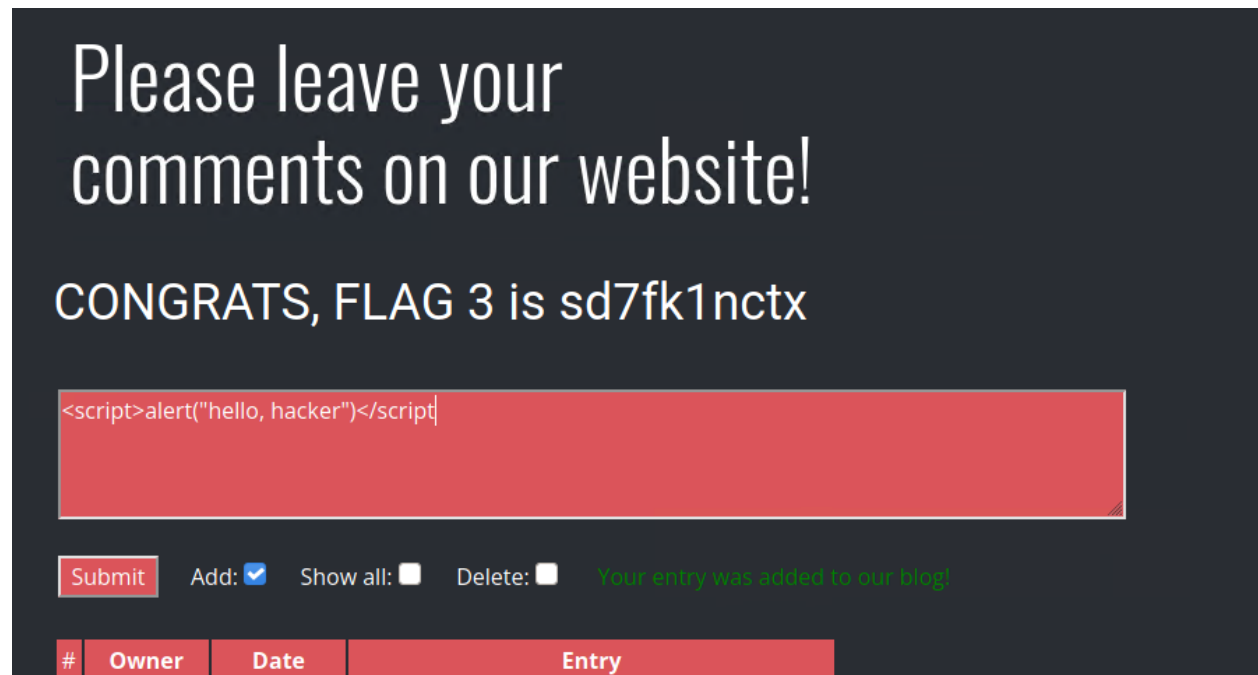 Please leave your
comments on our website!
CONGRATS, FLAG 3 is sd7fk1nctx
<script>alert("hello, hacker")</script
Submit Add: Show all: Delete: Your entry was added to our blog!
# Owner Date Entry